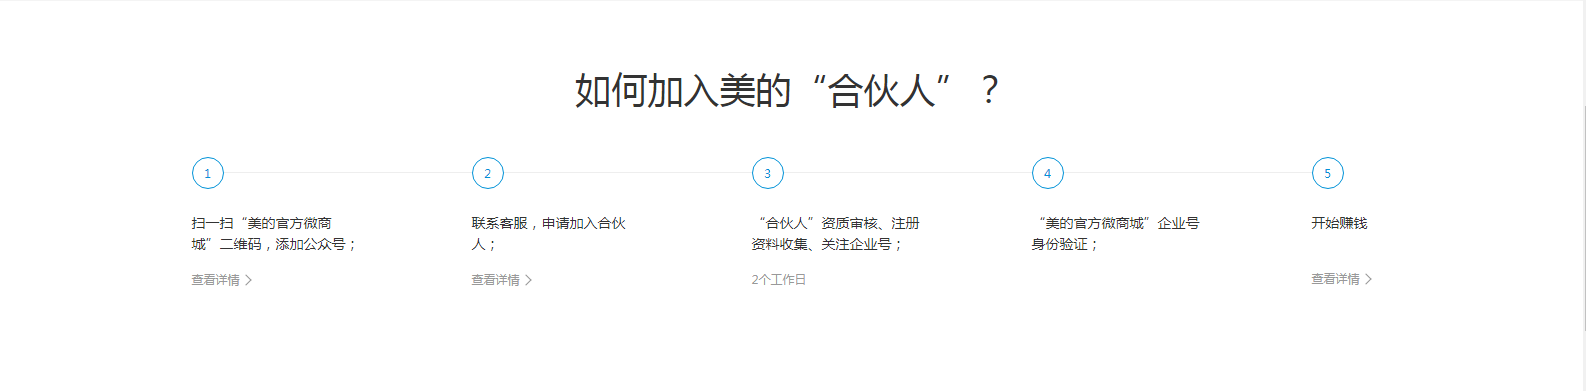 如何加入美的“合伙人”？
1
2
3
4
5
扫一扫“美的官方微商
城”二维码，添加公众号；
查看详情
联系客服，申请加入合伙
人；
查看详情
“合伙人”资质审核、注册
资料收集、关注企业号；
2个工作日
“美的官方微商城”企业号
身份验证；
开始赚钱
查看详情